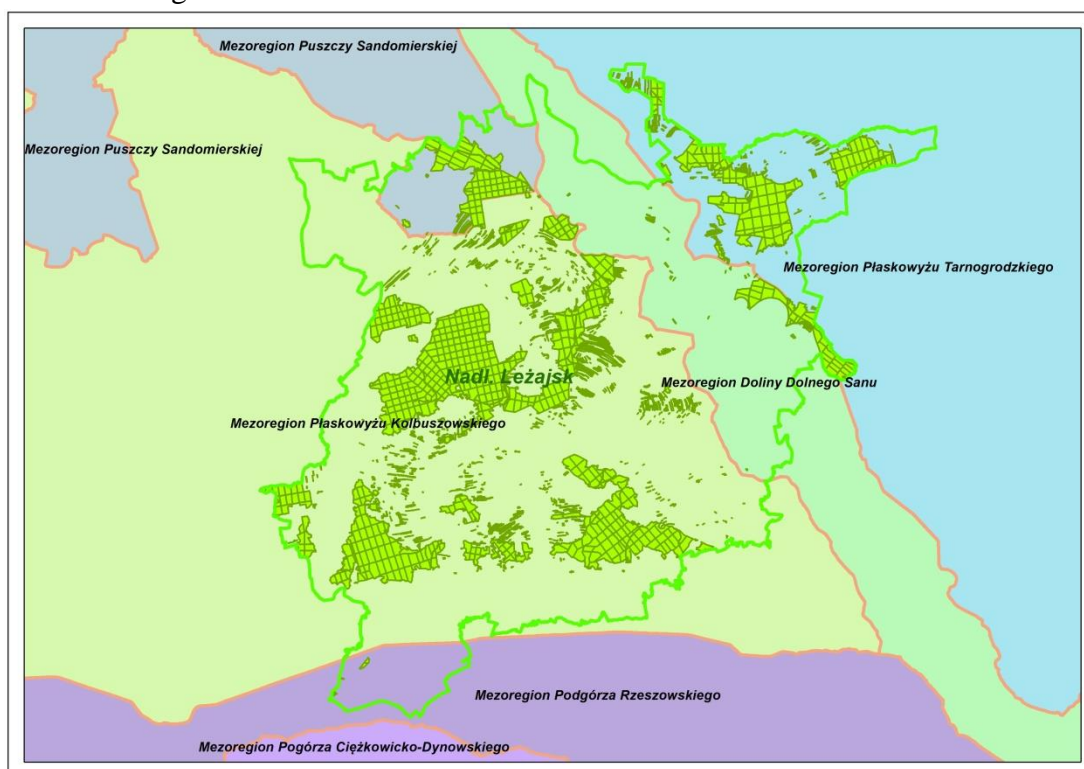 Mezoregion Puszczy Sandomierskiej
Mezoregion Puszczy Sandomierskiej
Mezoregion Płaskowyżu Tarnogrodzkiego
Nadl. Leżajsk
Mezoregion Doliny Dolnego Sanu
Mezoregion Płaskowyżu Kolbuszowskiego
Mezoregion Podgórza Rzeszowskiego
Mezoregion Pogórza Ciężkowicko-Dynowskiego